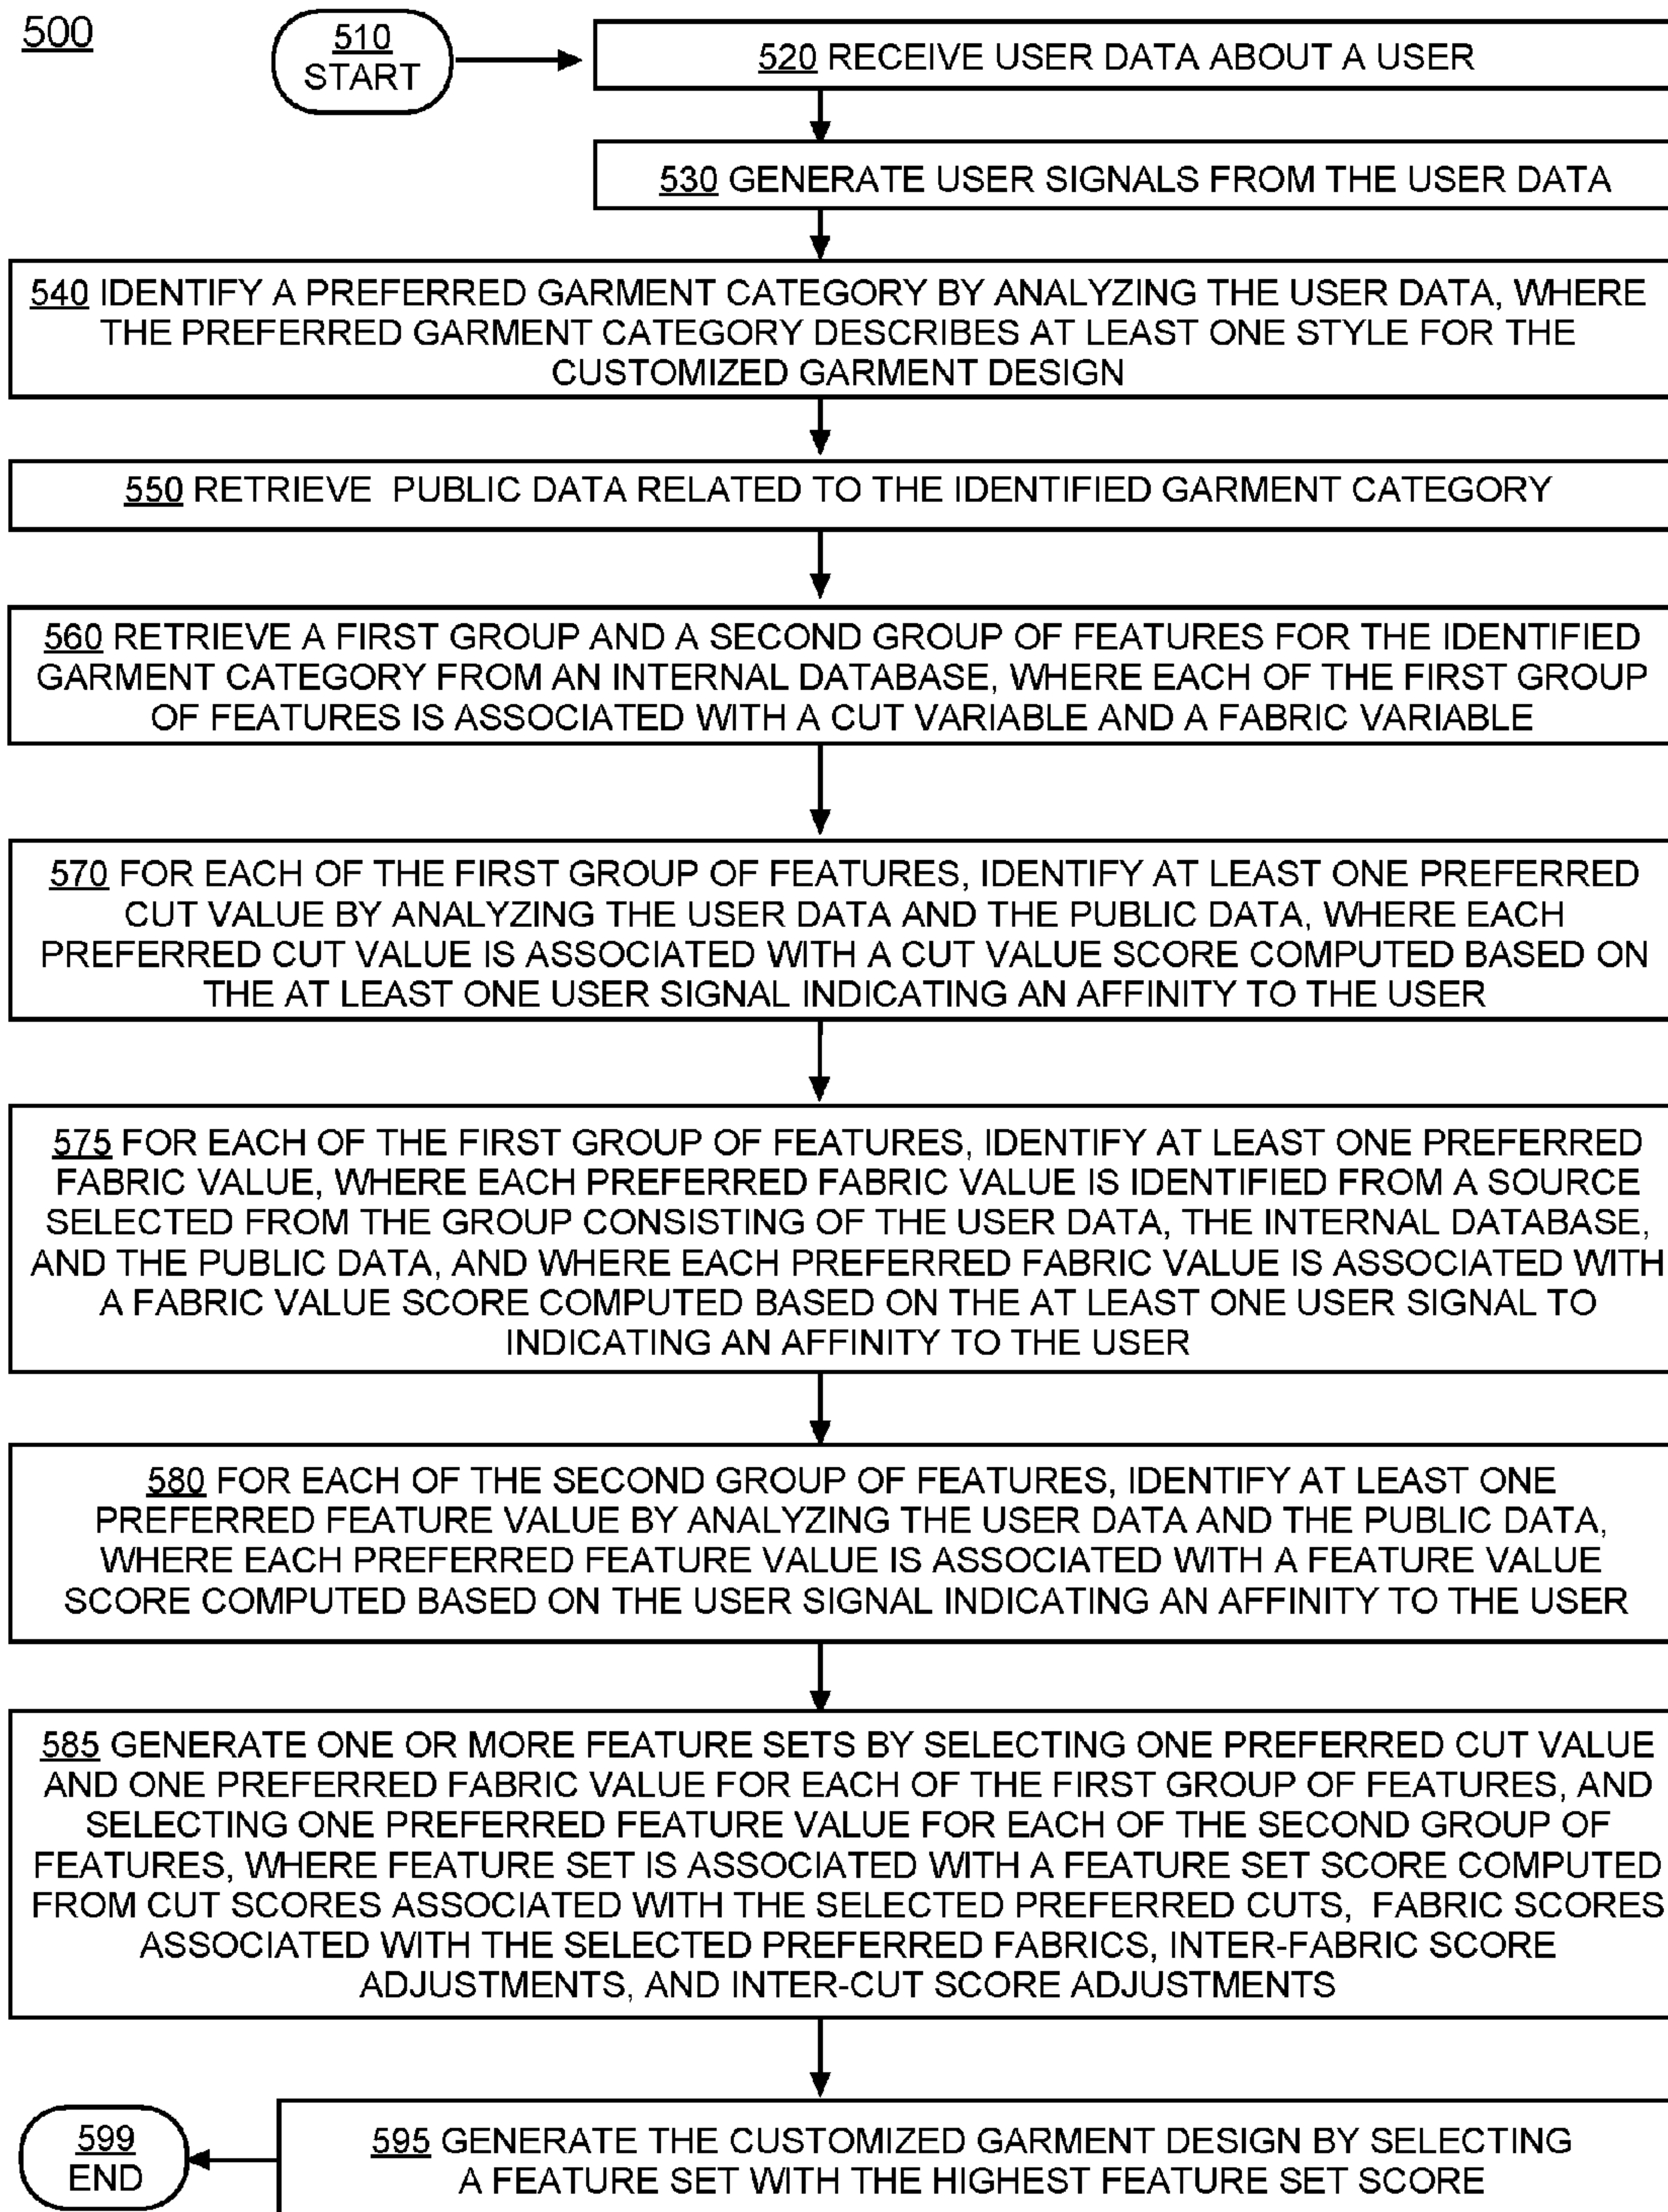 500
510
START
520 RECEIVE USER DATA ABOUT A USER
530 GENERATE USER SIGNALS FROM THE USER DATA
540 IDENTIFY A PREFERRED GARMENT CATEGORY BY ANALYZING THE USER DATA, WHERE
THE PREFERRED GARMENT CATEGORY DESCRIBES AT LEAST ONE STYLE FOR THE
CUSTOMIZED GARMENT DESIGN
550 RETRIEVE PUBLIC DATA RELATED TO THE IDENTIFIED GARMENT CATEGORY
560 RETRIEVE A FIRST GROUP AND A SECOND GROUP OF FEATURES FOR THE IDENTIFIED
GARMENT CATEGORY FROM AN INTERNAL DATABASE, WHERE EACH OF THE FIRST GROUP
OF FEATURES IS ASSOCIATED WITH A CUT VARIABLE AND A FABRIC VARIABLE
570 FOR EACH OF THE FIRST GROUP OF FEATURES, IDENTIFY AT LEAST ONE PREFERRED
CUT VALUE BY ANALYZING THE USER DATA AND THE PUBLIC DATA, WHERE EACH
PREFERRED CUT VALUE IS ASSOCIATED WITH A CUT VALUE SCORE COMPUTED BASED ON
THE AT LEAST ONE USER SIGNAL INDICATING AN AFFINITY TO THE USER
575 FOR EACH OF THE FIRST GROUP OF FEATURES, IDENTIFY AT LEAST ONE PREFERRED
FABRIC VALUE, WHERE EACH PREFERRED FABRIC VALUE IS IDENTIFIED FROM A SOURCE
SELECTED FROM THE GROUP CONSISTING OF THE USER DATA, THE INTERNAL DATABASE,
AND THE PUBLIC DATA, AND WHERE EACH PREFERRED FABRIC VALUE IS ASSOCIATED WITH
A FABRIC VALUE SCORE COMPUTED BASED ON THE AT LEAST ONE USER SIGNAL TO
INDICATING AN AFFINITY TO THE USER
580 FOR EACH OF THE SECOND GROUP OF FEATURES, IDENTIFY AT LEAST ONE
PREFERRED FEATURE VALUE BY ANALYZING THE USER DATA AND THE PUBLIC DATA,
WHERE EACH PREFERRED FEATURE VALUE IS ASSOCIATED WITH A FEATURE VALUE
SCORE COMPUTED BASED ON THE USER SIGNAL INDICATING AN AFFINITY TO THE USER
585 GENERATE ONE OR MORE FEATURE SETS BY SELECTING ONE PREFERRED CUT VALUE
AND ONE PREFERRED FABRIC VALUE FOR EACH OF THE FIRST GROUP OF FEATURES, AND
SELECTING ONE PREFERRED FEATURE VALUE FOR EACH OF THE SECOND GROUP OF
FEATURES, WHERE FEATURE SET IS ASSOCIATED WITH A FEATURE SET SCORE COMPUTED
FROM CUT SCORES ASSOCIATED WITH THE SELECTED PREFERRED CUTS, FABRIC SCORES
ASSOCIATED WITH THE SELECTED PREFERRED FABRICS, INTER-FABRIC SCORE
ADJUSTMENTS, AND INTER-CUT SCORE ADJUSTMENTS
595 GENERATE THE CUSTOMIZED GARMENT DESIGN BY SELECTING
A FEATURE SET WITH THE HIGHEST FEATURE SET SCORE
599
END